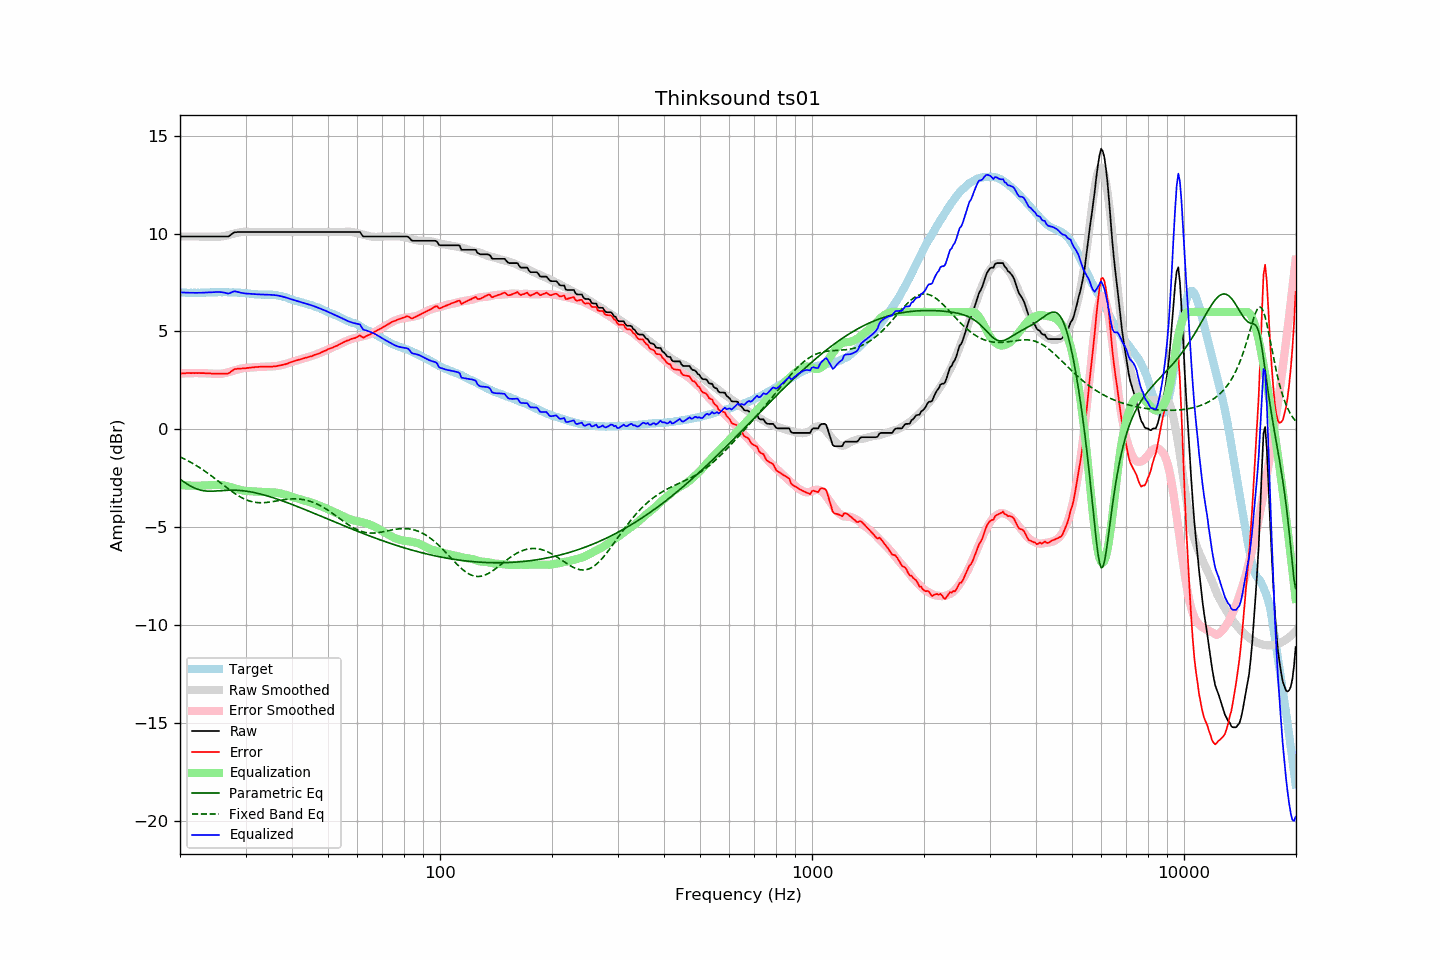 Thinksound ts01
15
10
5
0
−5
−10
−15
−20
Amplitude (dBr)
100
1000
10000
Frequency (Hz)
Target
Raw Smoothed
Error Smoothed
Raw
Error
Equalization
Parametric Eq
Fixed Band Eq
Equalized